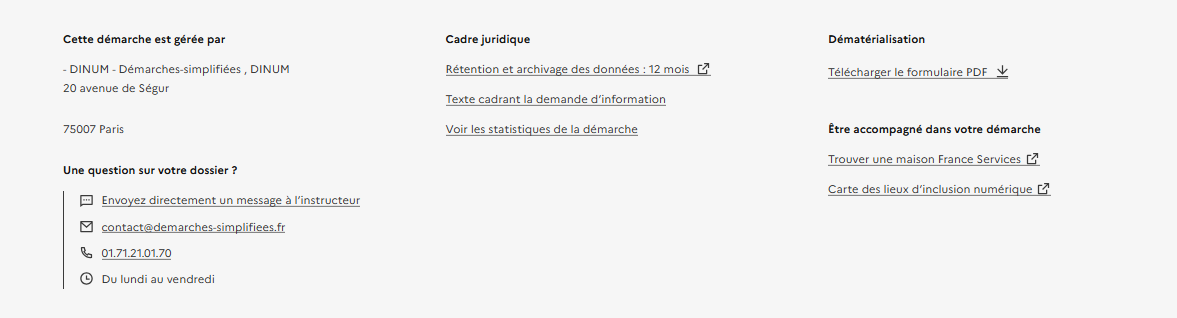 Cette démarche est gérée par
- DINUM - Démarches-simplifiées , DINUM
20 avenue de Ségur
75007 Paris
Une question sur votre dossier ?
Envoyez directement un message à l’instructeur
contact@demarches-simplifiees.fr
01.71.21.01.70
Du lundi au vendredi
Cadre juridique
Rétention et archivage des données : 12 mois
Texte cadrant la demande d’information
Voir les statistiques de la démarche
Dématérialisation
Télécharger le formulaire PDF
Être accompagné dans votre démarche
Trouver une maison France Services
Carte des lieux d’inclusion numérique